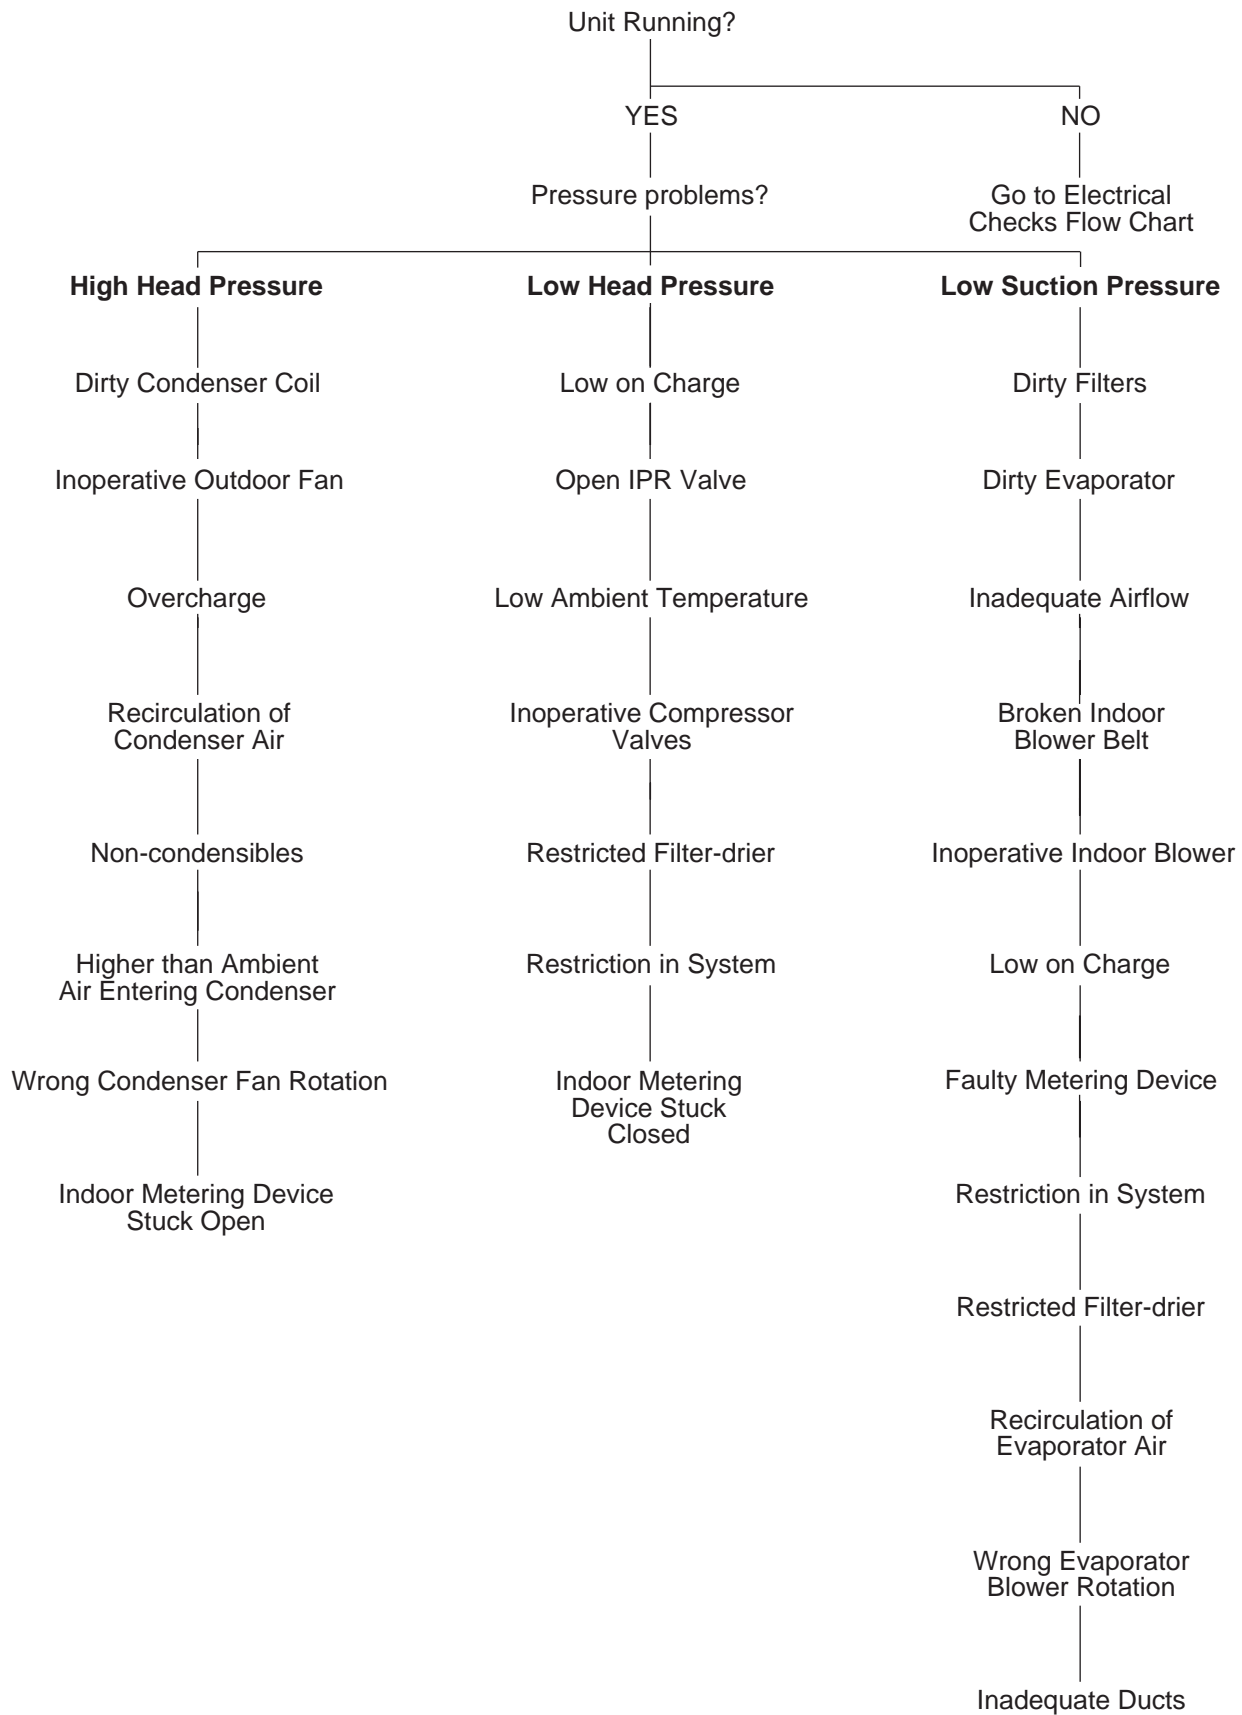 Unit Running?
YES
NO
Pressure problems?
Go to Electrical
Checks Flow Chart
High Head Pressure
Dirty Condenser Coil
Inoperative Outdoor Fan
Overcharge
Recirculation of
Condenser Air
Non-condensibles
Higher than Ambient
Air Entering Condenser
Wrong Condenser Fan Rotation
Indoor Metering Device
Stuck Open
Low Head Pressure
Low on Charge
Open IPR Valve
Low Ambient Temperature
Inoperative Compressor
Valves
Restricted Filter-drier
Restriction in System
Indoor Metering
Device Stuck
Closed
Low Suction Pressure
Dirty Filters
Dirty Evaporator
Inadequate Airflow
Broken Indoor
Blower Belt
Inoperative Indoor Blower
Low on Charge
Faulty Metering Device
Restriction in System
Restricted Filter-drier
Recirculation of
Evaporator Air
Wrong Evaporator
Blower Rotation
Inadequate Ducts